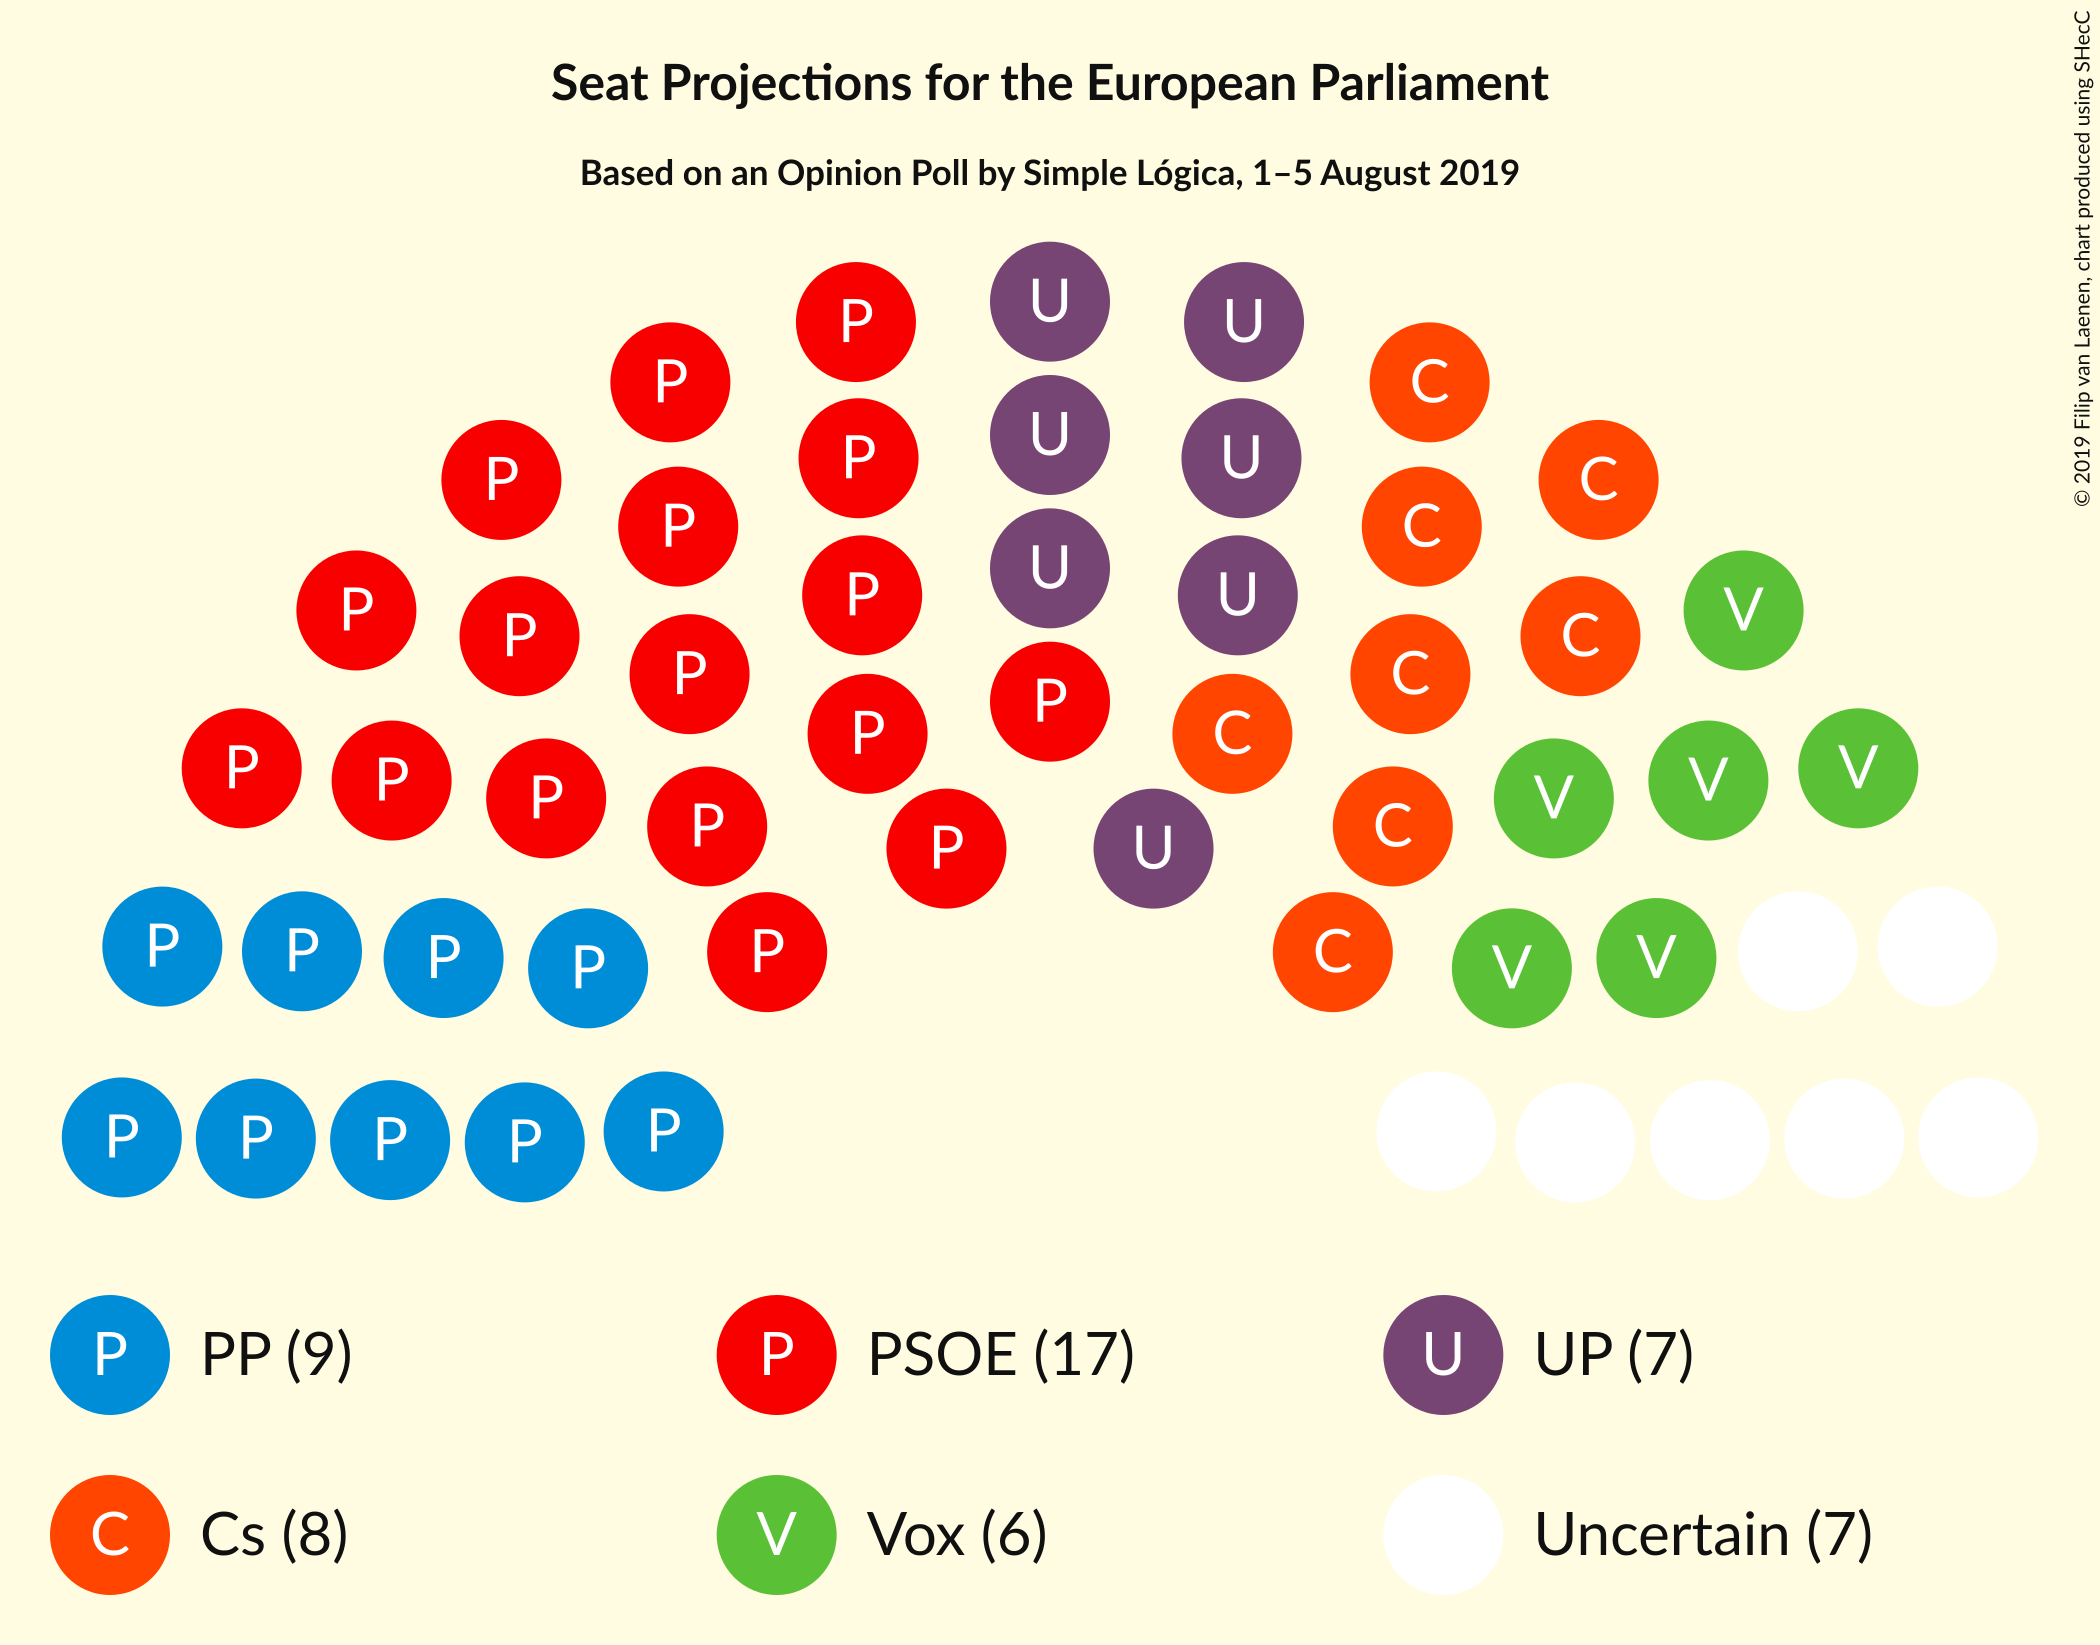 Seat Projections for the European Parliament
Based on an Opinion Poll by Simple Lógica, 1–5 August 2019
© 2019 Filip van Laenen, chart produced using SHecC
U
P U
P C
U
P U
P C
P C
U
P U
P C
P P C V
P C
P
P C
P P V V
P V
P C
P U
P P P P P C V V
P P P P P
P PP (9)
P PSOE (17)
U UP (7)
C Cs (8)
V Vox (6)
Uncertain (7)